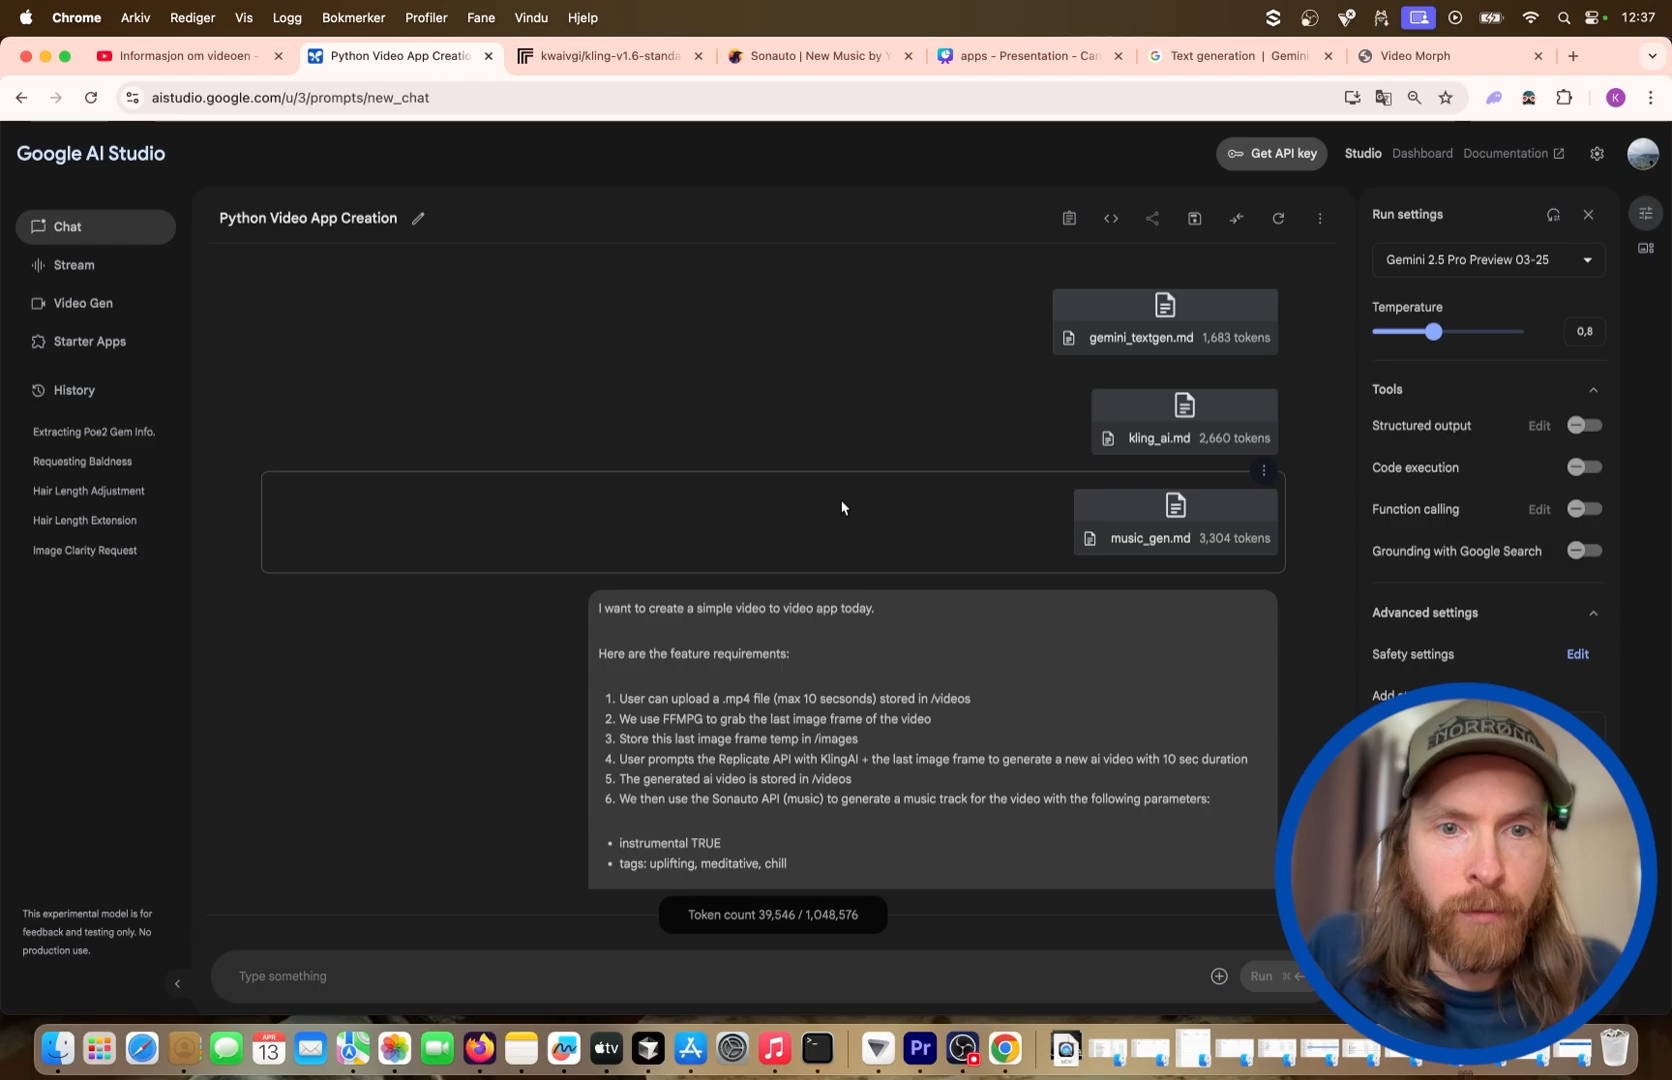 Chrome Arkiv Rediger Vis Logg Bokmerker Profiler Fane Vindu Hjelp 12:37
Informasjon om videoen - Python Video App Creatio kwaivgi/kling-v1.6-standa Sonauto | New Music by Y apps - Presentation - Can Text generation | Gemini Video Morph
aistudio.google.com/u/3/prompts/new_chat K
Google AI Studio Get API key Studio Dashboard Documentation
Chat Python Video App Creation Run settings
Stream Gemini 2.5 Pro Preview 03-25
Video Gen Temperature
gemini_textgen.md 1,683 tokens 0,8
Starter Apps
History Tools
Extracting Poe2 Gem Info. kling_ai.md 2,660 tokens Structured output Edit
Requesting Baldness Code execution
Hair Length Adjustment Function calling Edit
Hair Length Extension music_gen.md 3,304 tokens
Image Clarity Request Grounding with Google Search
I want to create a simple video to video app today. Advanced settings
Here are the feature requirements: Safety settings Edit
1. User can upload a .mp4 file (max 10 secsonds) stored in /videos
2. We use FFMPG to grab the last image frame of the video
3. Store this last image frame temp in /images
4. User prompts the Replicate API with KlingAI + the last image frame to generate a new ai video with 10 sec duration
5. The generated ai video is stored in /videos
6. We then use the Sonauto API (music) to generate a music track for the video with the following parameters:
• instrumental TRUE
• tags: uplifting, meditative, chill
This experimental model is for
feedback and testing only. No
production use.
Token count 39,546 / 1,048,576
Type something Run
NORRØNA
APR
13
tv
Pr